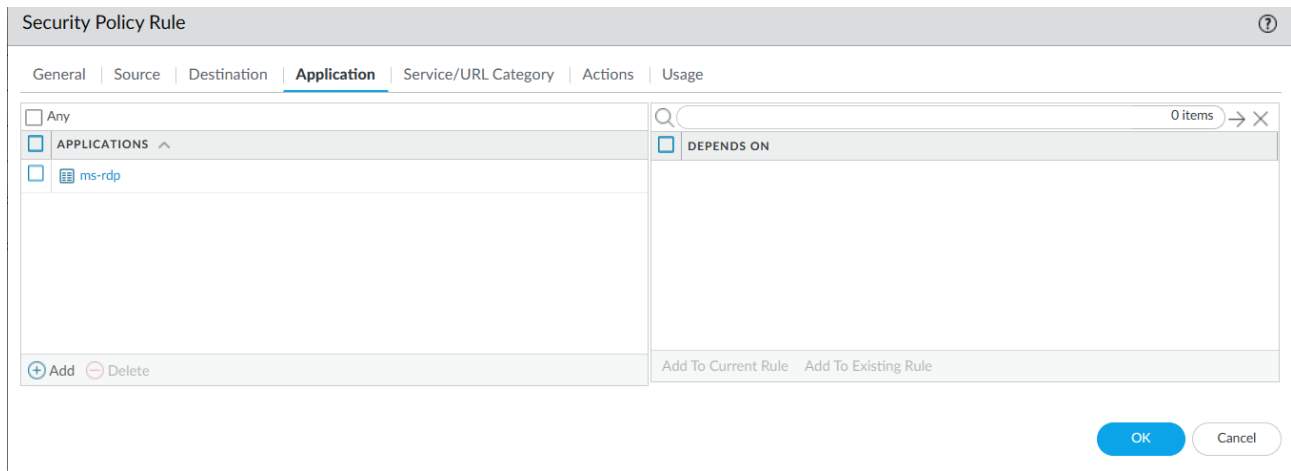 Security Policy Rule
General Source Destination Application Service/URL Category Actions Usage
Any
0 items
APPLICATIONS
DEPENDS ON
ms-rdp
Add Delete
Add To Current Rule Add To Existing Rule
OK Cancel